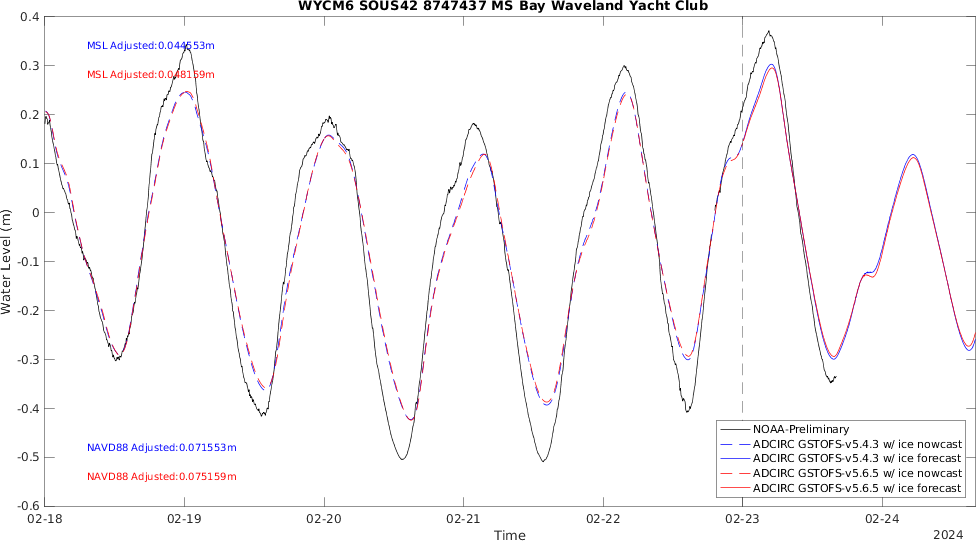 WYCM6 SOUS42 8747437 MS Bay Waveland Yacht Club
0.4
0.3
0.2
0.1
0
-0.1
-0.2
-0.3
-0.4
-0.5
-0.6
Water Level (m)
MSL Adjusted:0.044553m
MSL Adjusted:0.048159m
NAVD88 Adjusted:0.071553m
NAVD88 Adjusted:0.075159m
NOAA-Preliminary
ADCIRC GSTOFS-v5.4.3 w/ ice nowcast
ADCIRC GSTOFS-v5.4.3 w/ ice forecast
ADCIRC GSTOFS-v5.6.5 w/ ice nowcast
ADCIRC GSTOFS-v5.6.5 w/ ice forecast
02-18 02-19 02-20 02-21 02-22 02-23 02-24
Time
2024